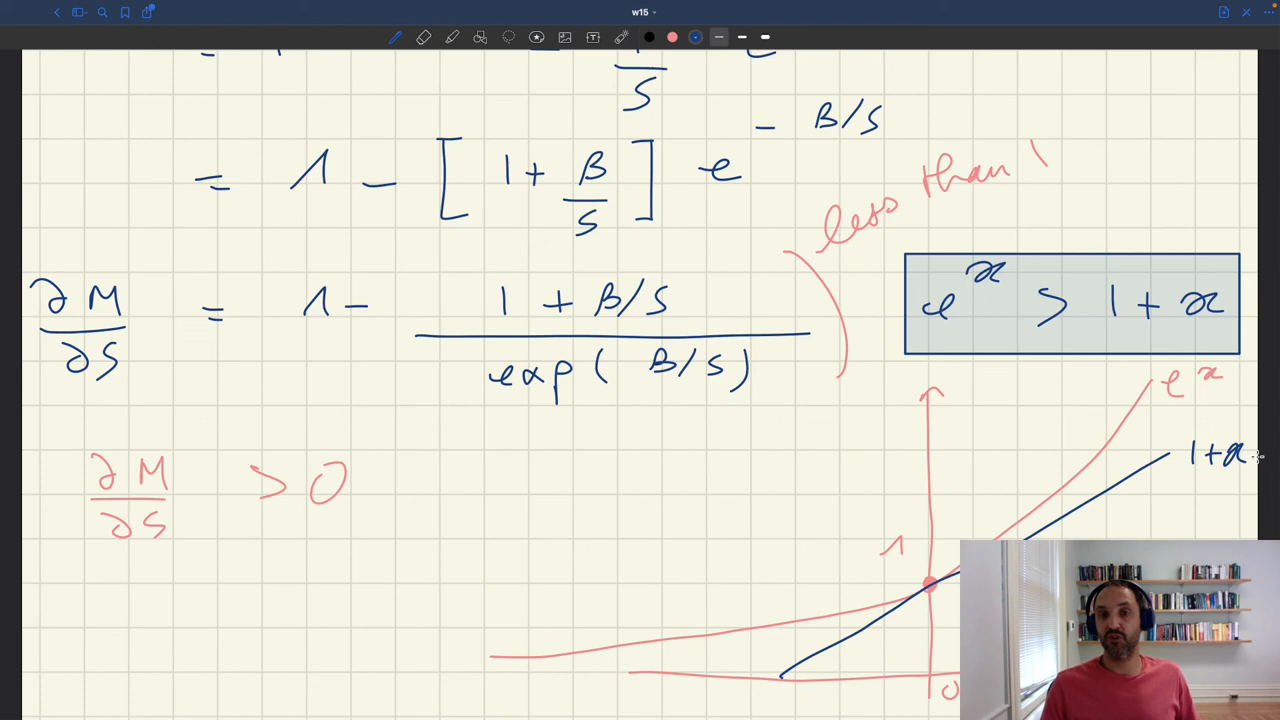 w15
S e
= 1 - [ 1 + B/S ] e - B/S
less than 1
∂M/∂S = 1 - (1 + B/S) / exp( B/S)
e^x > 1 + x
e^x
∂M/∂S > 0
1+x
1
0